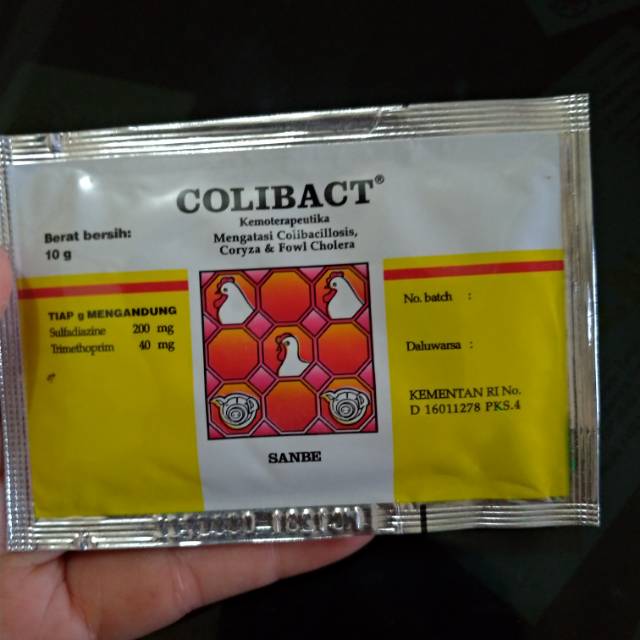 COLIBACT®
Kemoterapeutika
Mengatasi Colibacillosis,
Coryza & Fowl Cholera
Berat bersih:
10 g
TIAP g MENGANDUNG
Sulfadiazine 200 mg
Trimethoprim 40 mg
No. batch :
Daluwarsa :
KEMENTAN RI No.
D 16011278 PKS.4
SANBE